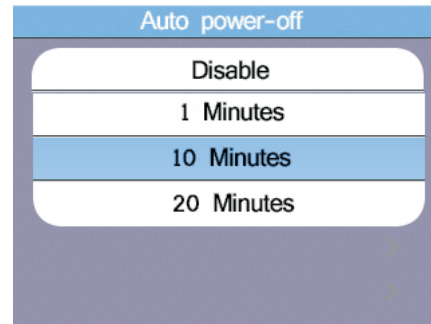 Auto power-off
Disable
1 Minutes
10 Minutes
20 Minutes